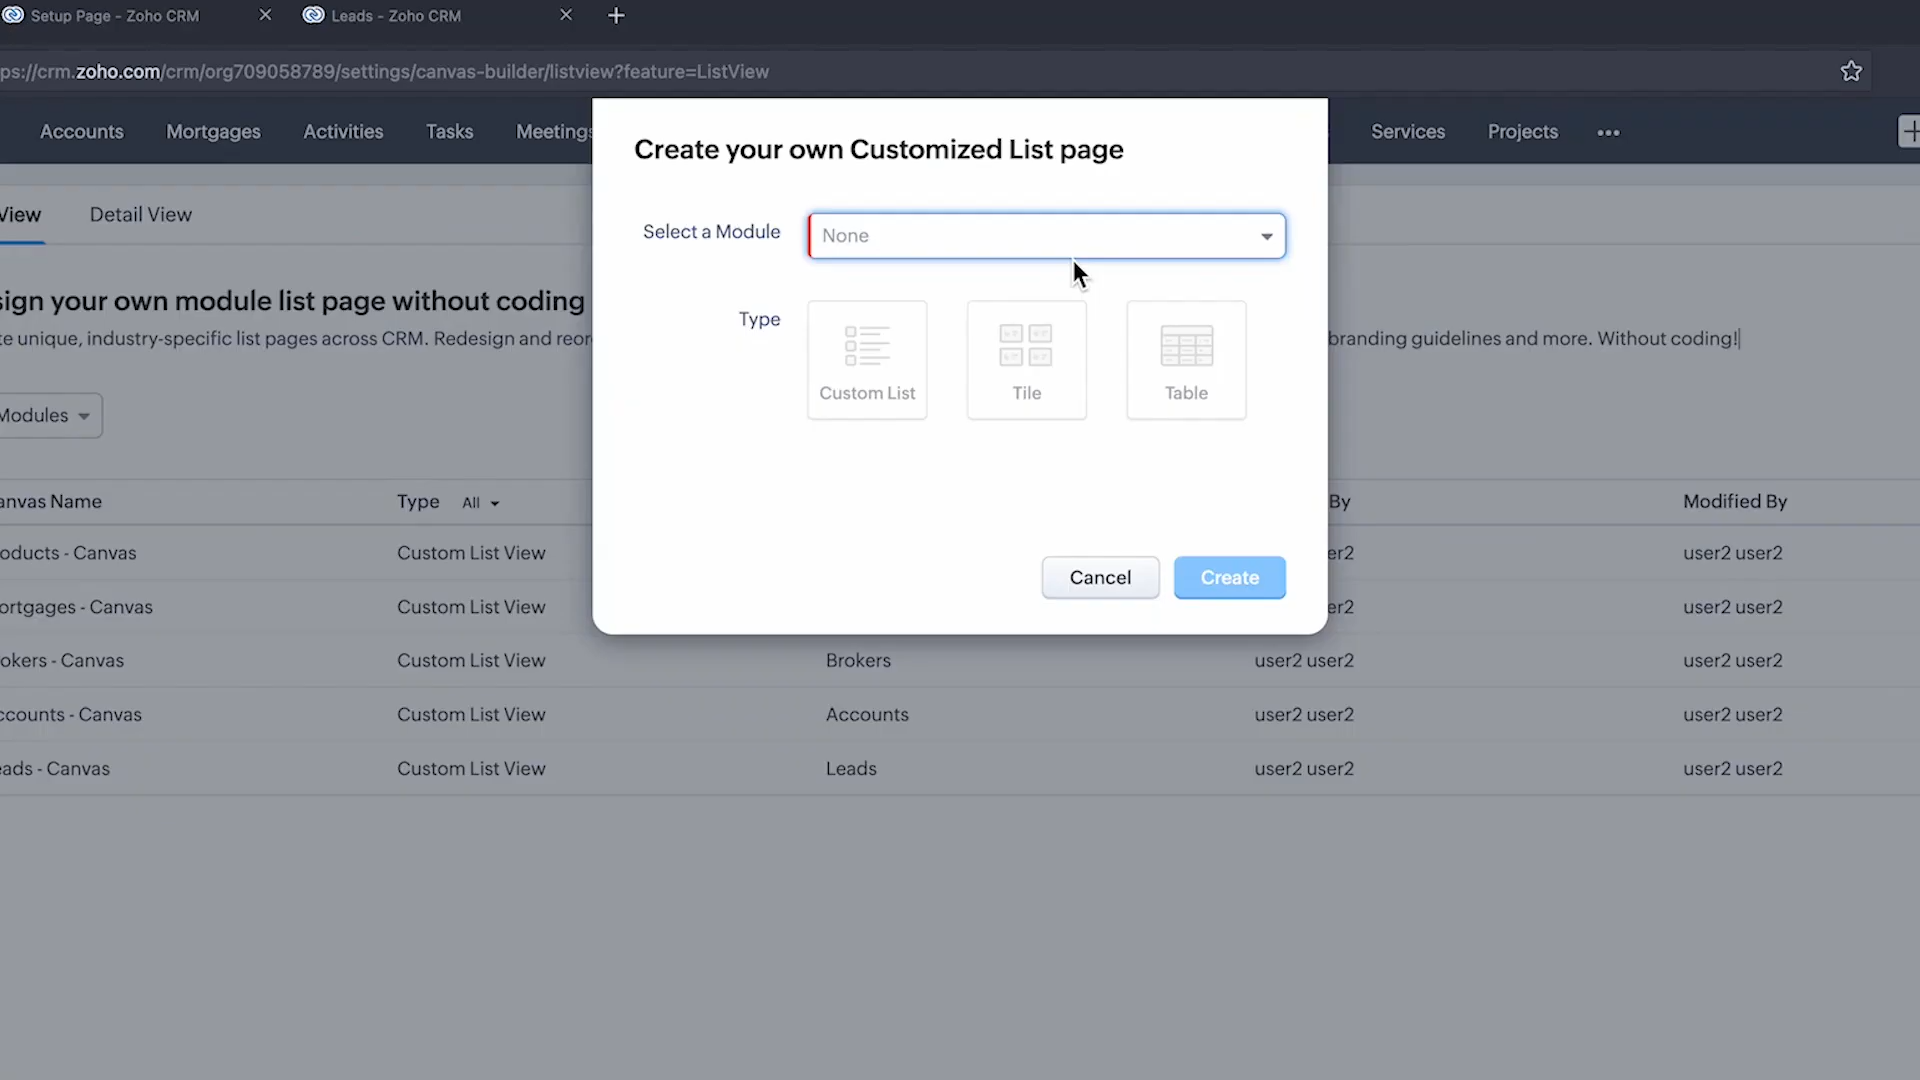 Setup Page - Zoho CRM
Leads - Zoho CRM
ps://crm.zoho.com/crm/org709058789/settings/canvas-builder/listview?feature=ListView
Accounts Mortgages Activities Tasks Meetings Services Projects
Create your own Customized List page
View Detail View
Select a Module None
sign your own module list page without coding
Type
te unique, industry-specific list pages across CRM. Redesign and reor branding guidelines and more. Without coding!
Custom List Tile Table
Modules
anvas Name Type All By Modified By
oducts - Canvas Custom List View er2 user2 user2
Cancel Create
ortgages - Canvas Custom List View er2 user2 user2
okers - Canvas Custom List View Brokers user2 user2 user2 user2
ccounts - Canvas Custom List View Accounts user2 user2 user2 user2
eads - Canvas Custom List View Leads user2 user2 user2 user2